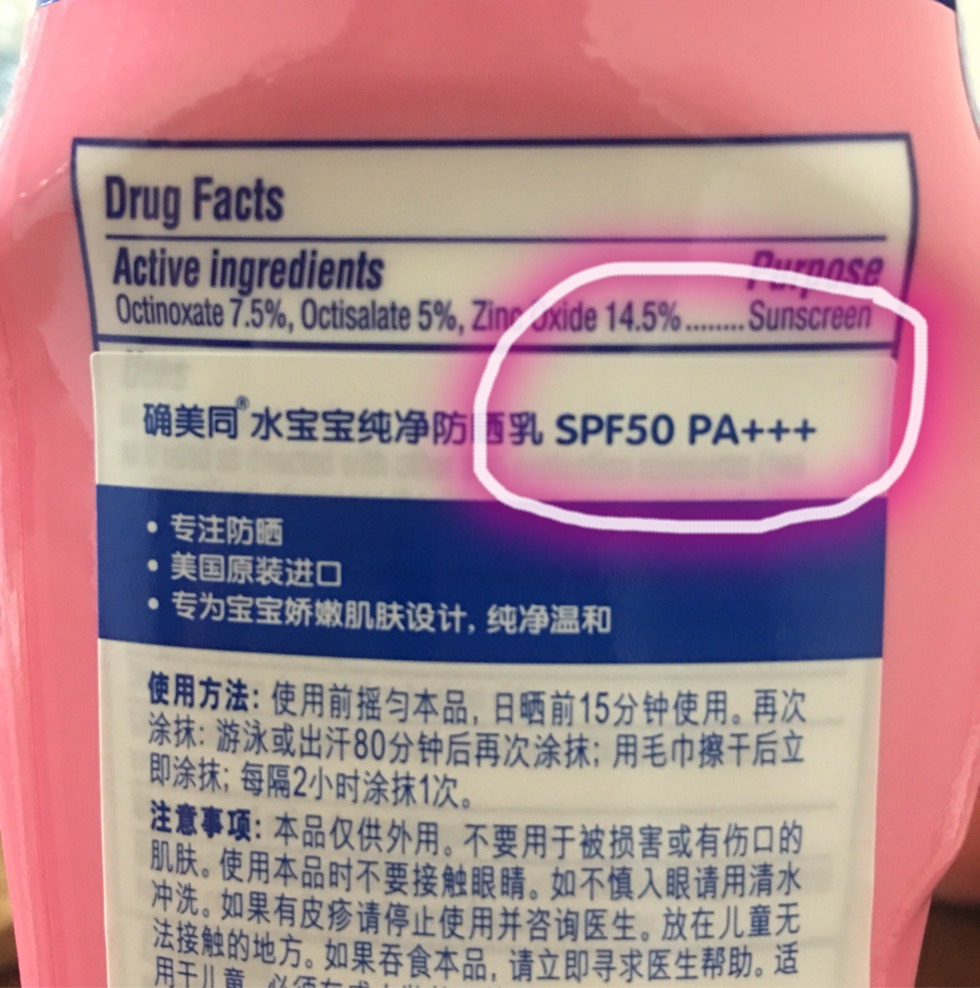 Drug Facts
Active ingredients Purpose
Octinoxate 7.5%, Octisalate 5%, Zinc Oxide 14.5%........Sunscreen
确美同®水宝宝纯净防晒乳 SPF50 PA+++
• 专注防晒
• 美国原装进口
• 专为宝宝娇嫩肌肤设计, 纯净温和
使用方法: 使用前摇匀本品, 日晒前15分钟使用。再次
涂抹: 游泳或出汗80分钟后再次涂抹; 用毛巾擦干后立
即涂抹; 每隔2小时涂抹1次。
注意事项: 本品仅供外用。不要用于被损害或有伤口的
肌肤。使用本品时不要接触眼睛。如不慎入眼请用清水
冲洗。如果有皮疹请停止使用并咨询医生。放在儿童无
法接触的地方。如果吞食本品, 请立即寻求医生帮助。适
用于儿童